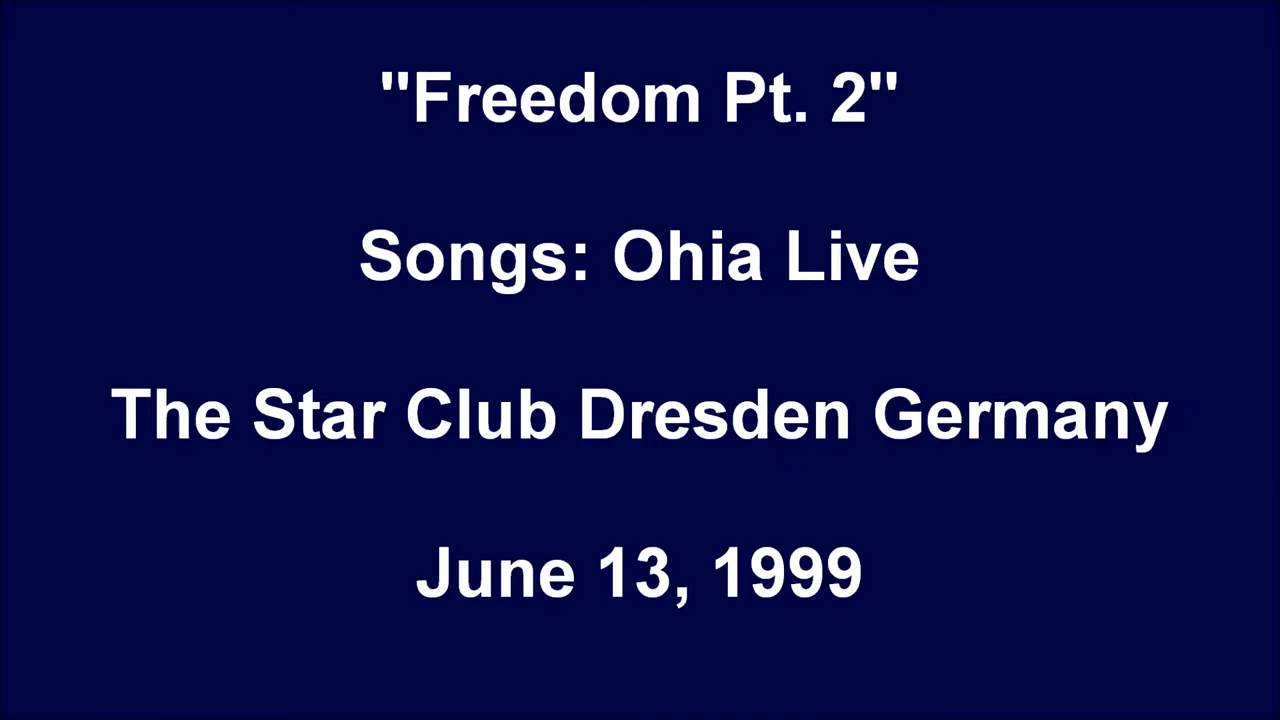 "Freedom Pt. 2"
Songs: Ohia Live
The Star Club Dresden Germany
June 13, 1999